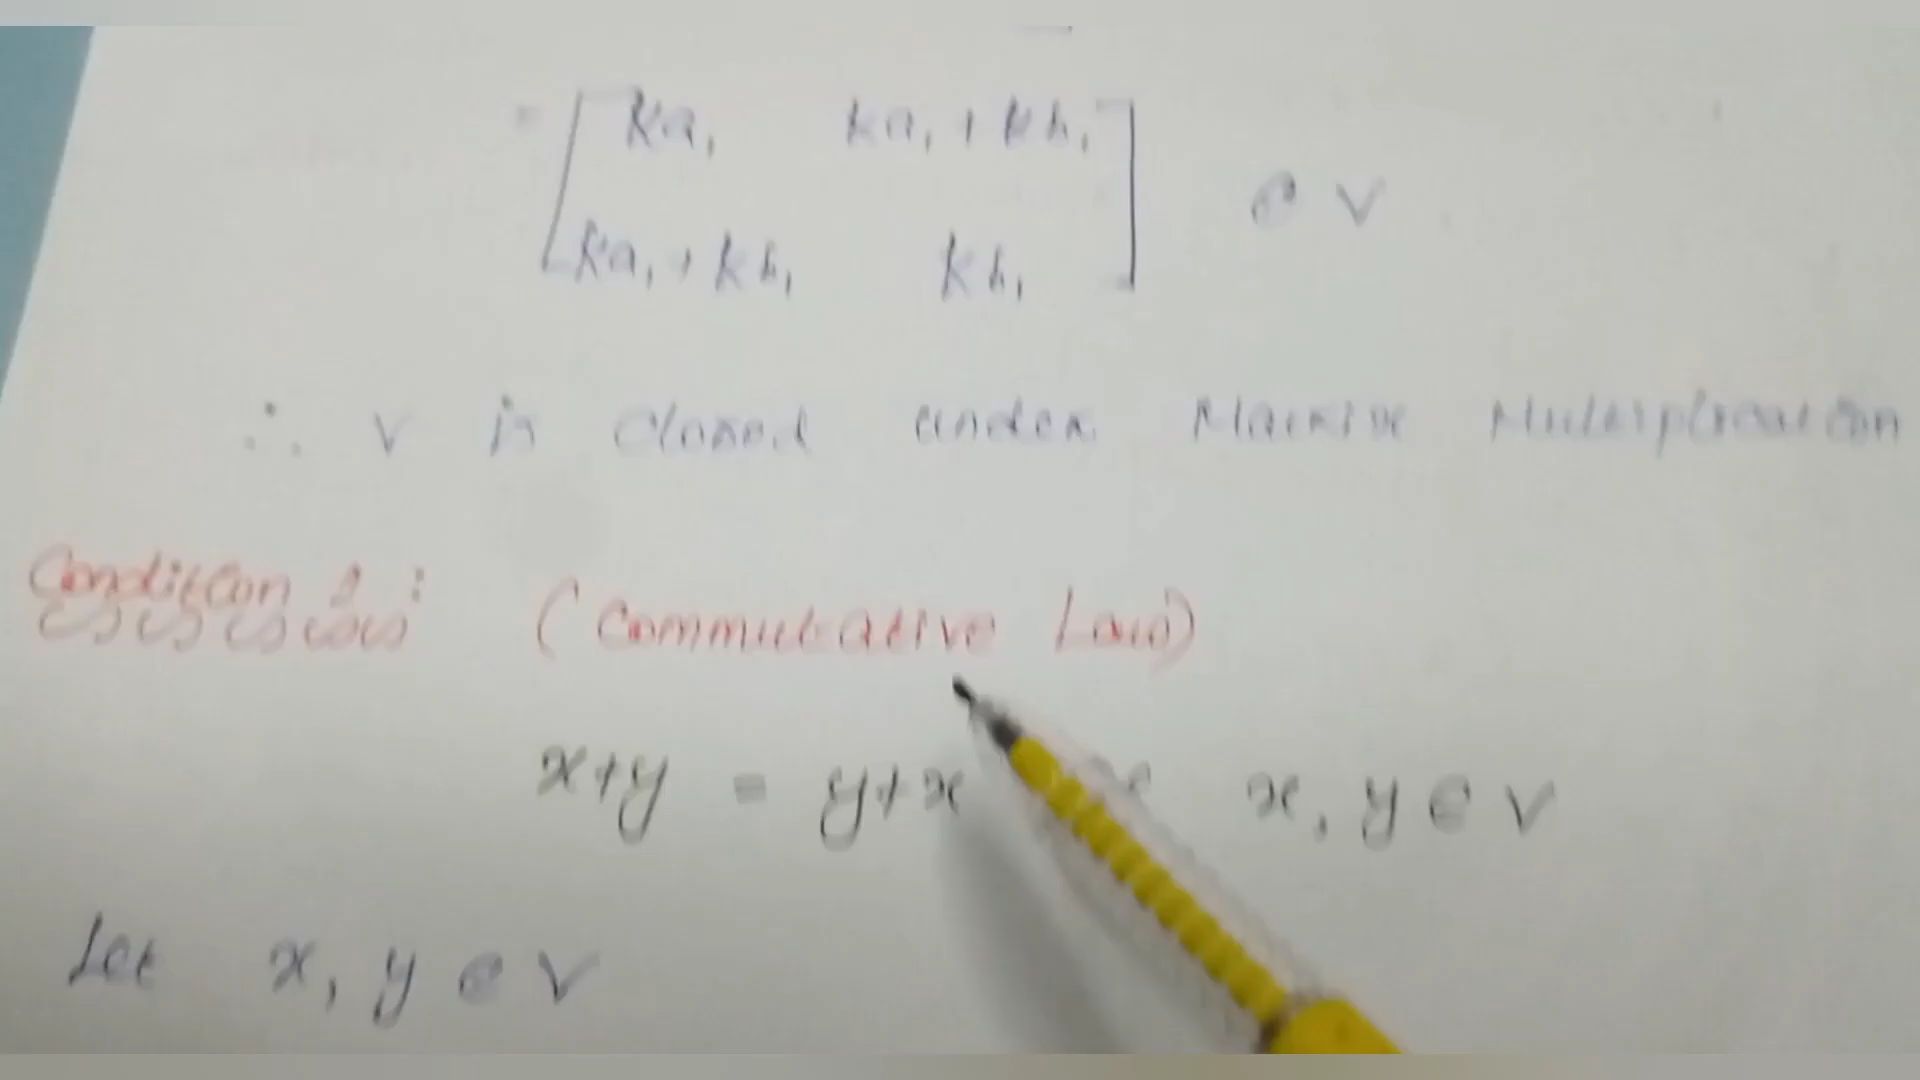 = [ka₁ ka₁ + kb₁
ka₁ + kb₁ kb₁] ∈ V
∴ V is closed under Matrix Multiplication
Condition 2 : (Commutative Law)
x+y = y+x x, y ∈ V
Let x, y ∈ V